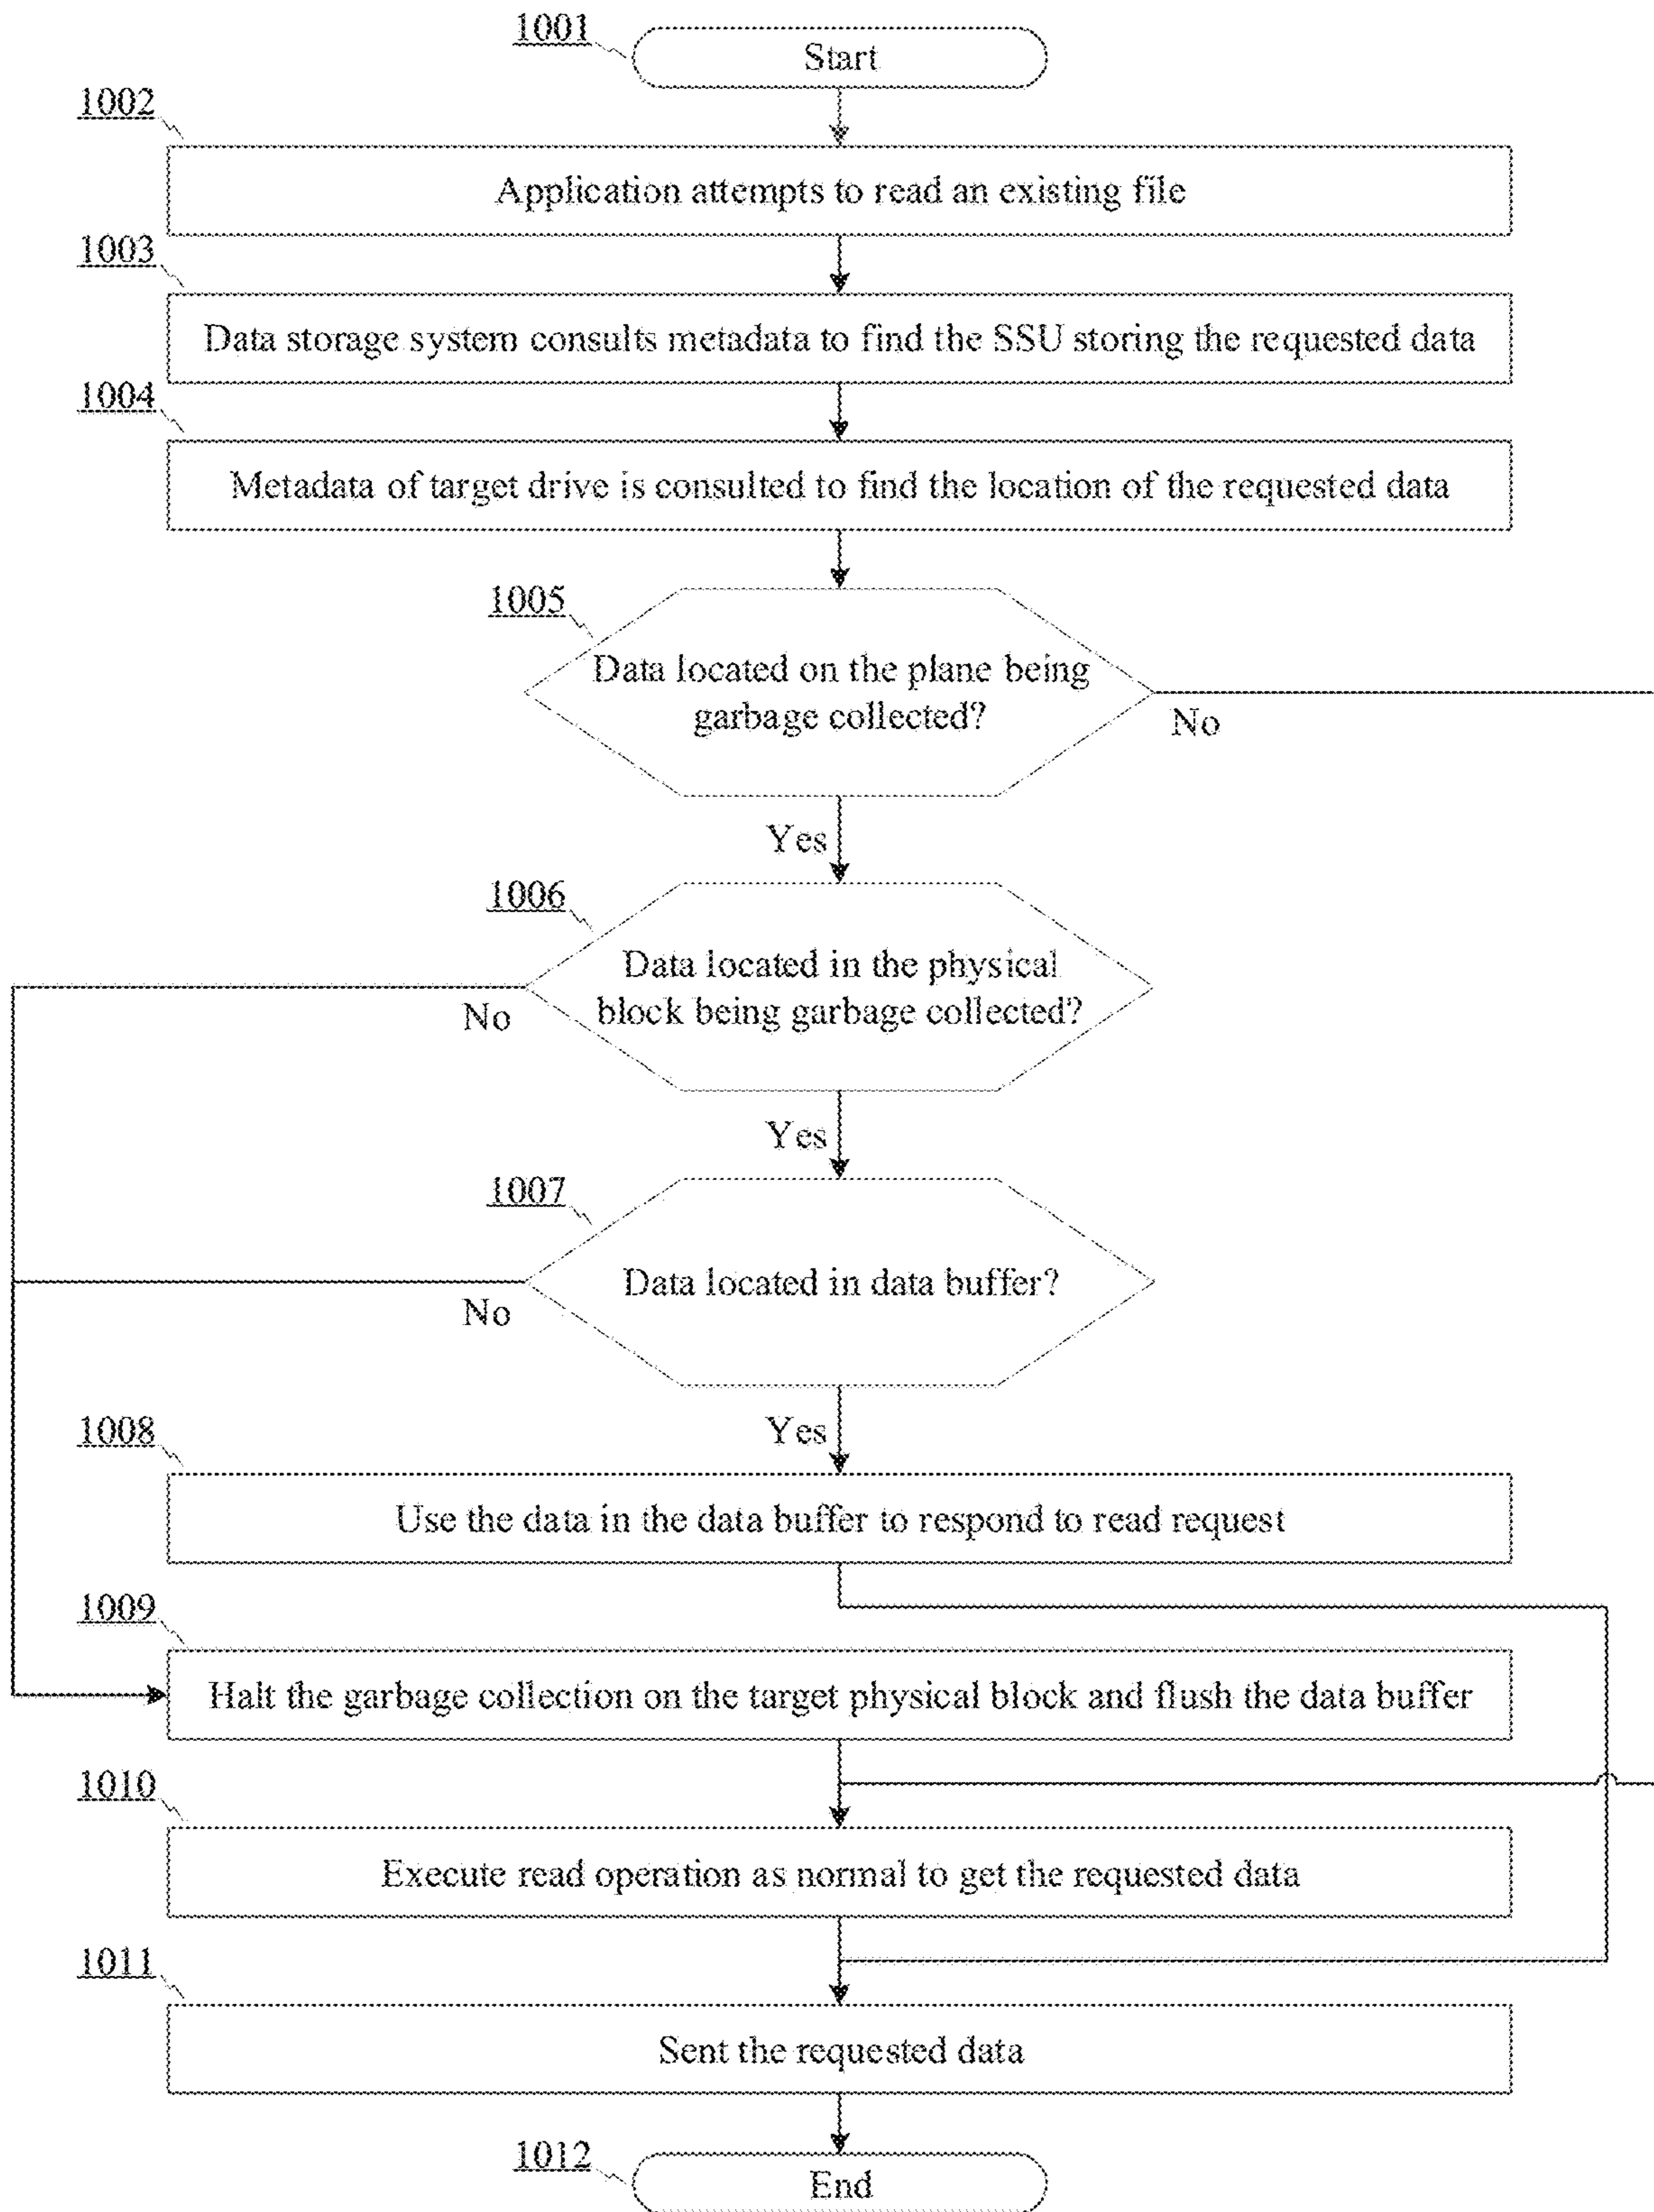 1001
Start
1002
Application attempts to read an existing file
1003
Data storage system consults metadata to find the SSU storing the requested data
1004
Metadata of target drive is consulted to find the location of the requested data
1005
Data located on the plane being
garbage collected?
No
Yes
1006
Data located in the physical
block being garbage collected?
No
Yes
1007
Data located in data buffer?
No
Yes
1008
Use the data in the data buffer to respond to read request
1009
Halt the garbage collection on the target physical block and flush the data buffer
1010
Execute read operation as normal to get the requested data
1011
Sent the requested data
1012
End